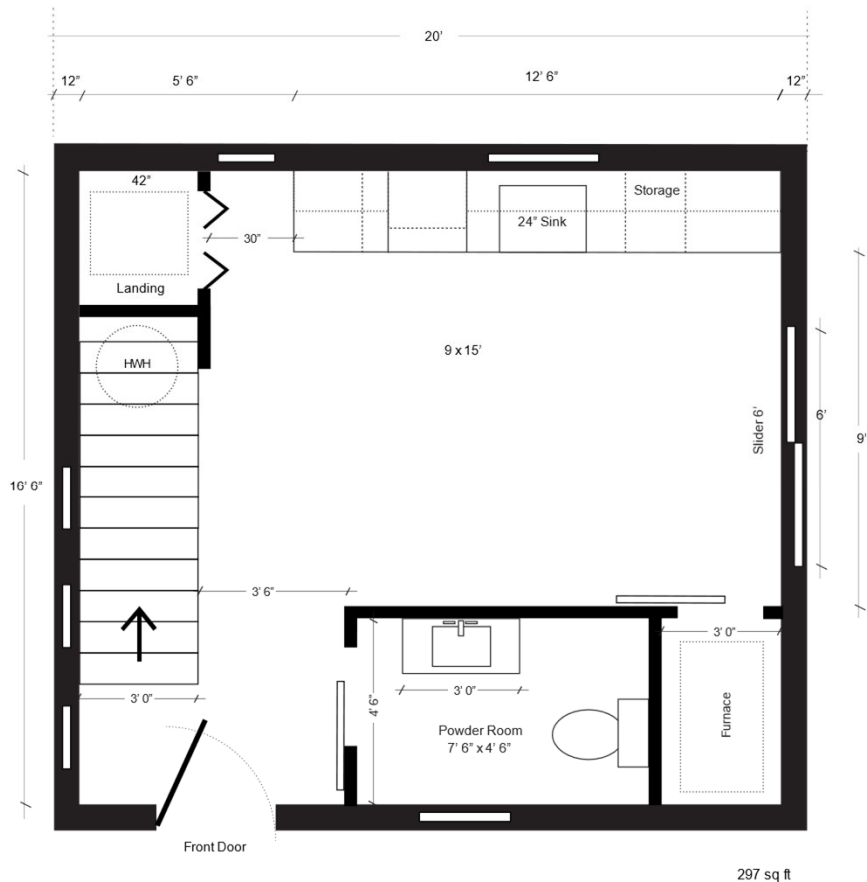 20’
12”
5’ 6”
12’ 6”
12”
42”
Storage
24” Sink
30”
Landing
HWH
9 x 15’
Slider 6’
6’
9’
16’ 6”
3’ 6”
3’ 0”
3’ 0”
3’ 0”
4’ 6”
Powder Room
7’ 6” x 4’ 6”
Furnace
Front Door
297 sq ft